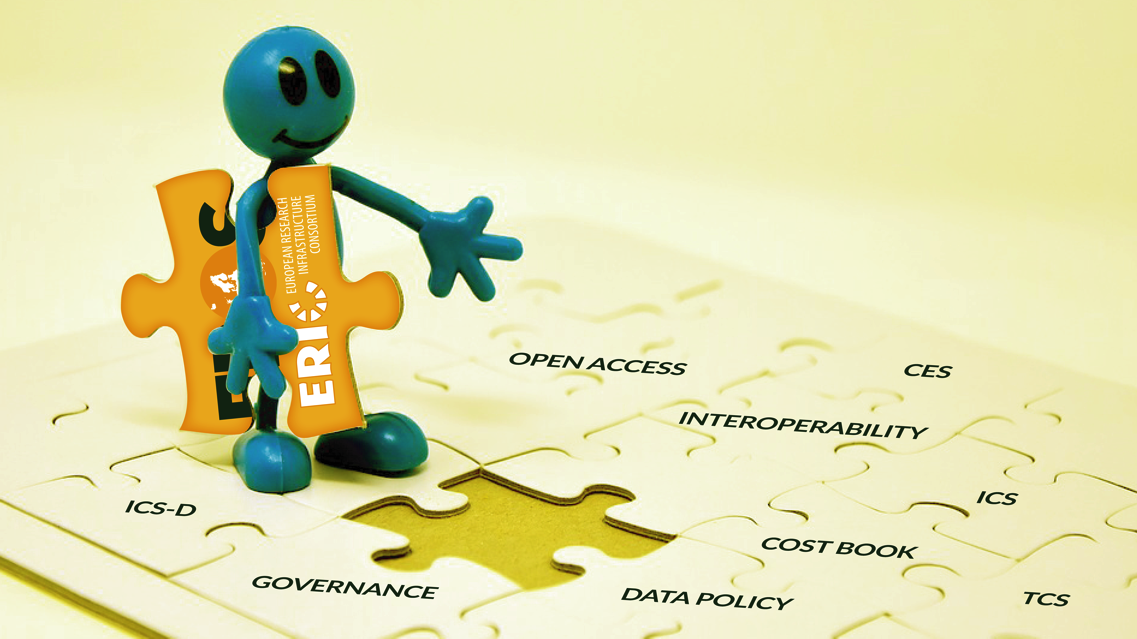 EUROPEAN RESEARCH
INFRASTRUCTURE
CONSORTIUM
ERIC
OPEN ACCESS
CES
INTEROPERABILITY
ICS-D
ICS
COST BOOK
GOVERNANCE
DATA POLICY
TCS